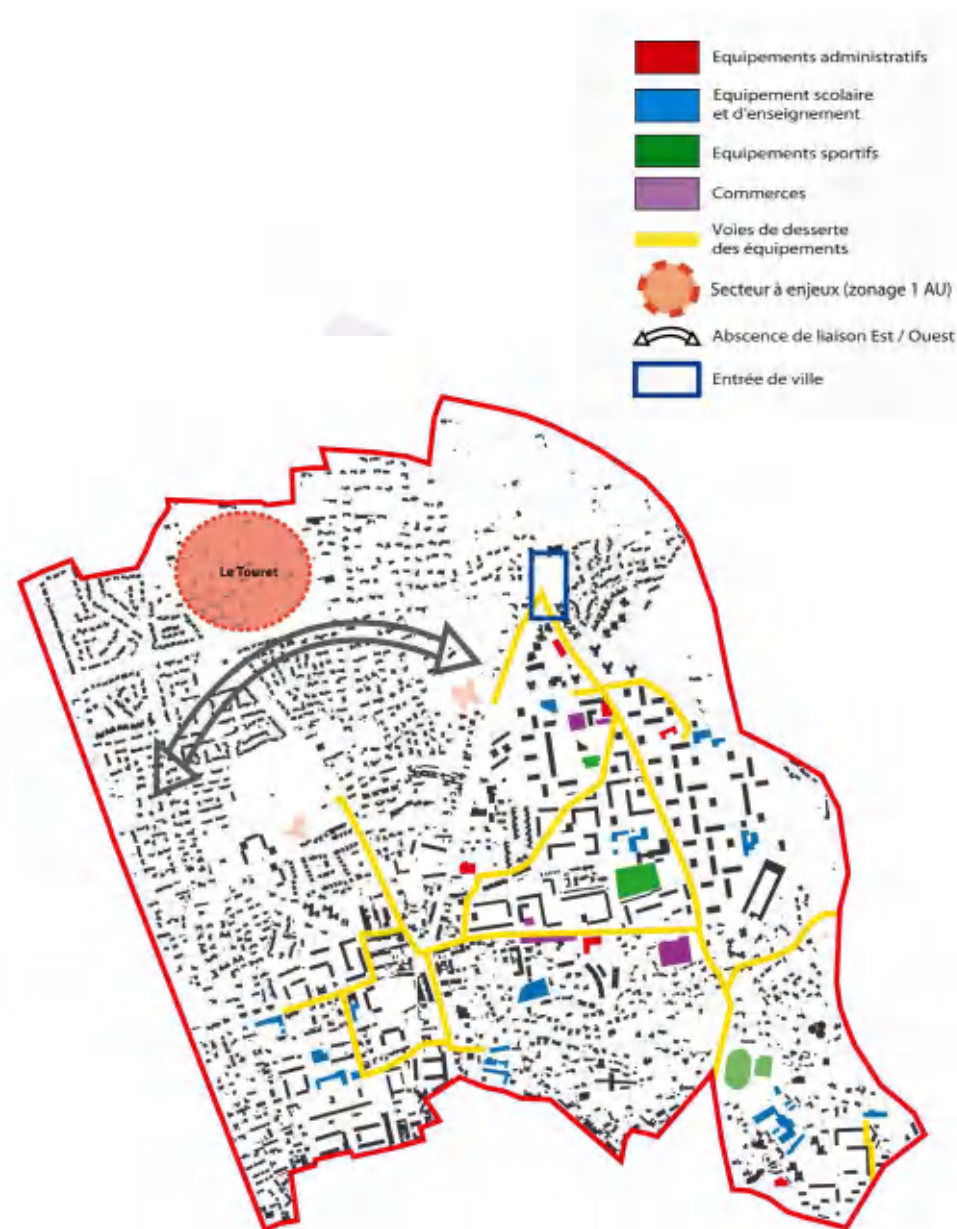 Equipements administratifs
Equipement scolaire
et d'enseignement
Equipements sportifs
Commerces
Voies de desserte
des équipements
Secteur à enjeux (zonage 1 AU)
Abscence de liaison Est / Ouest
Entrée de ville
Le Touret